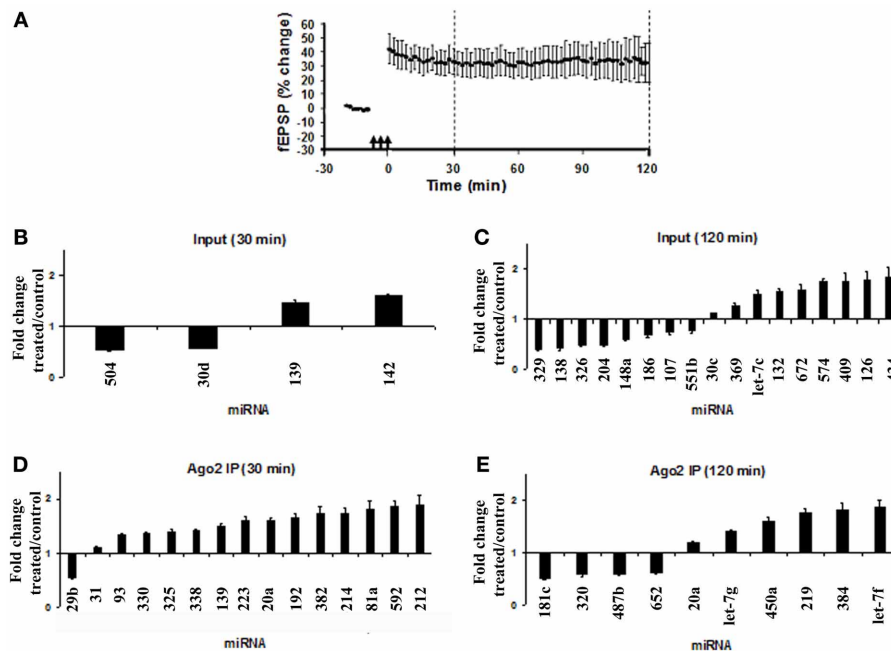 A
fEPSP (% change)
60
50
40
30
20
10
0
-10
-20
-30
-30 0 30 60 90 120
Time (min)
B
Input (30 min)
Fold change
treated/control
2
1
0
504 30d 139 142
miRNA
C
Input (120 min)
Fold change
treated/control
2
1
0
329 138 326 204 148a 186 107 551b 30c 369 let-7c 132 672 574 409 126
miRNA
D
Ago2 IP (30 min)
Fold change
treated/control
2
1
0
29b 31 93 330 325 338 139 223 20a 192 382 214 81a 592 212
miRNA
E
Ago2 IP (120 min)
Fold change
treated/control
2
1
0
181c 320 487b 652 20a let-7g 450a 219 384 let-7f
miRNA